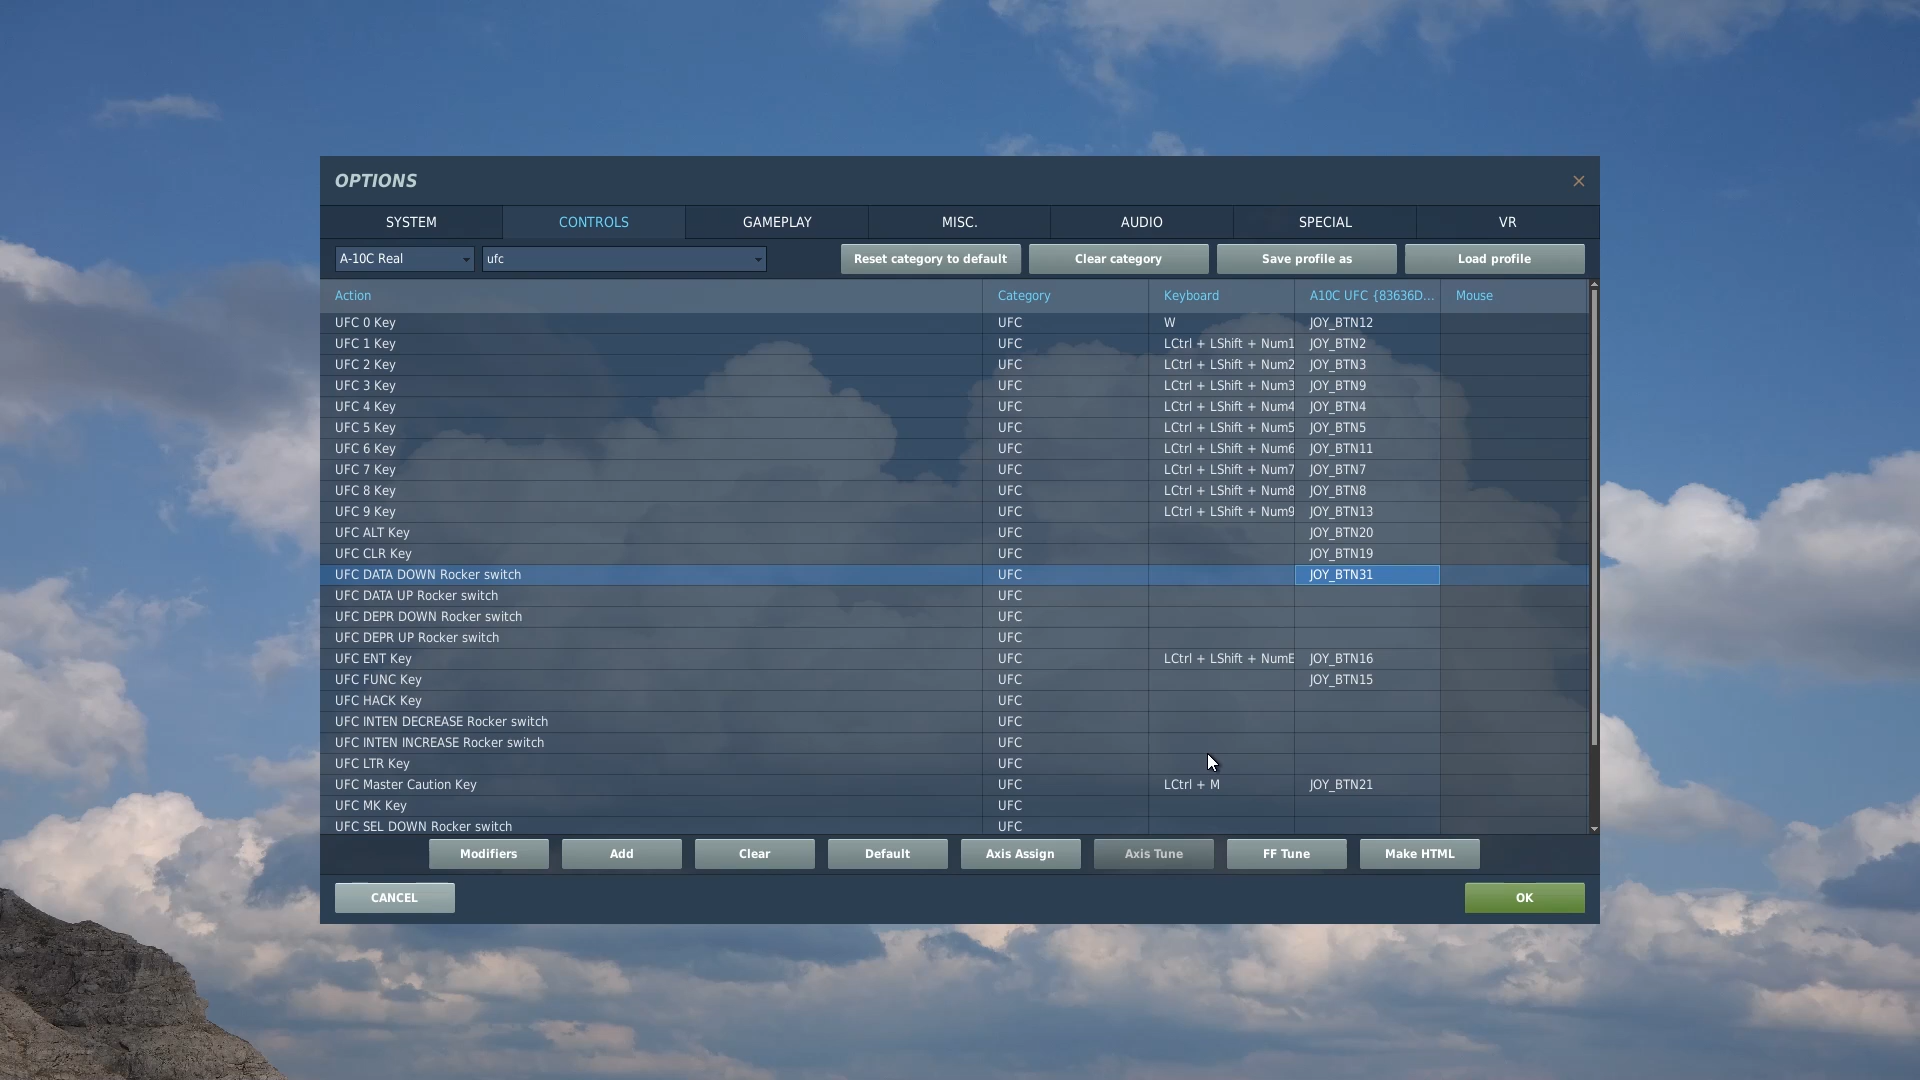 OPTIONS
×
SYSTEM CONTROLS GAMEPLAY MISC. AUDIO SPECIAL VR
A-10C Real ufc Reset category to default Clear category Save profile as Load profile
Action Category Keyboard A10C UFC {83636D... Mouse
UFC 0 Key UFC W JOY_BTN12
UFC 1 Key UFC LCtrl + LShift + Num1 JOY_BTN2
UFC 2 Key UFC LCtrl + LShift + Num2 JOY_BTN3
UFC 3 Key UFC LCtrl + LShift + Num3 JOY_BTN9
UFC 4 Key UFC LCtrl + LShift + Num4 JOY_BTN4
UFC 5 Key UFC LCtrl + LShift + Num5 JOY_BTN5
UFC 6 Key UFC LCtrl + LShift + Num6 JOY_BTN11
UFC 7 Key UFC LCtrl + LShift + Num7 JOY_BTN7
UFC 8 Key UFC LCtrl + LShift + Num8 JOY_BTN8
UFC 9 Key UFC LCtrl + LShift + Num9 JOY_BTN13
UFC ALT Key UFC JOY_BTN20
UFC CLR Key UFC JOY_BTN19
UFC DATA DOWN Rocker switch UFC JOY_BTN31
UFC DATA UP Rocker switch UFC
UFC DEPR DOWN Rocker switch UFC
UFC DEPR UP Rocker switch UFC
UFC ENT Key UFC LCtrl + LShift + NumE JOY_BTN16
UFC FUNC Key UFC JOY_BTN15
UFC HACK Key UFC
UFC INTEN DECREASE Rocker switch UFC
UFC INTEN INCREASE Rocker switch UFC
UFC LTR Key UFC
UFC Master Caution Key UFC LCtrl + M JOY_BTN21
UFC MK Key UFC
UFC SEL DOWN Rocker switch UFC
Modifiers Add Clear Default Axis Assign Axis Tune FF Tune Make HTML
CANCEL OK